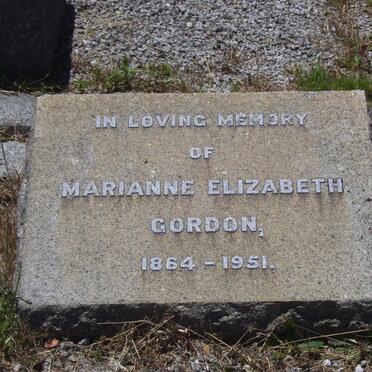 IN LOVING MEMORY
OF
MARIANNE ELIZABETH
GORDON,
1864 - 1951.